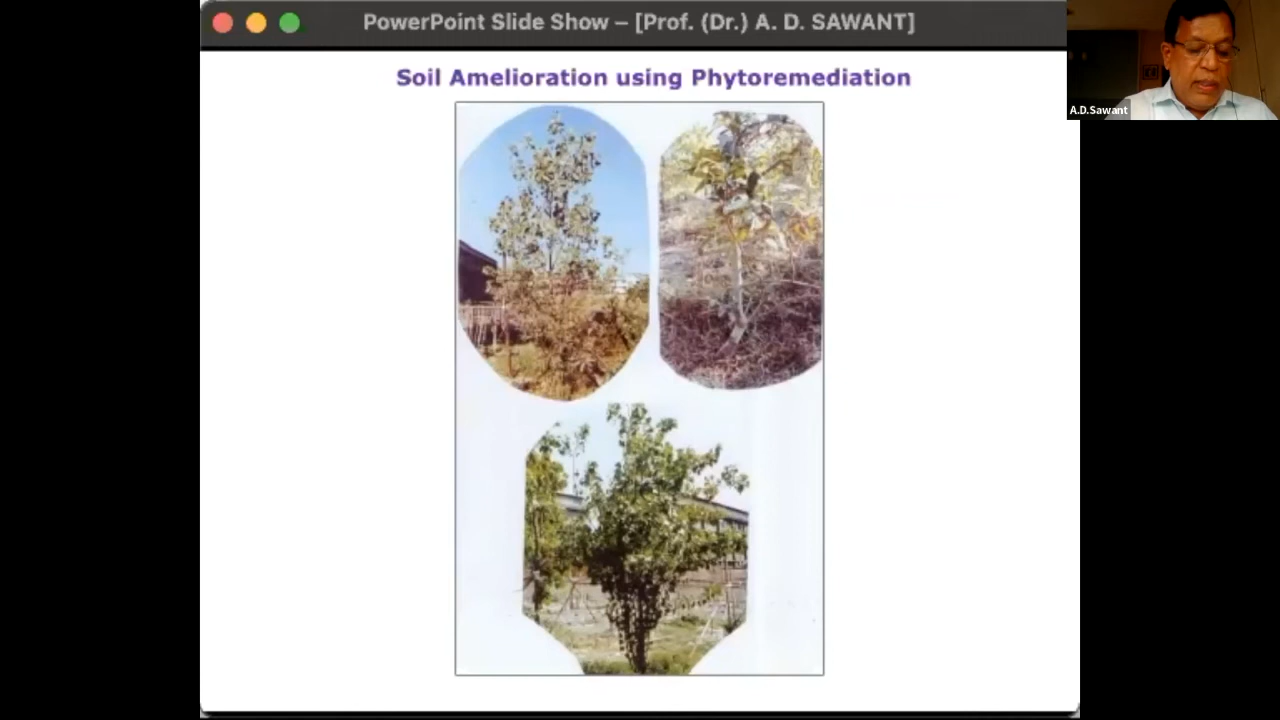 PowerPoint Slide Show – [Prof. (Dr.) A. D. SAWANT]
Soil Amelioration using Phytoremediation
A.D.Sawant